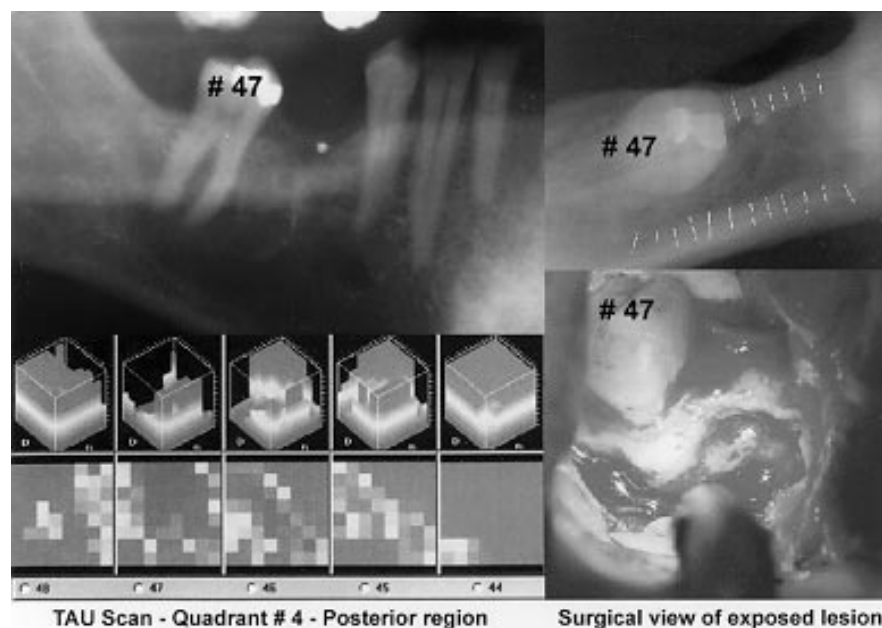 # 47
# 47
# 47
48 47 46 45 44
TAU Scan - Quadrant # 4 - Posterior region
Surgical view of exposed lesion